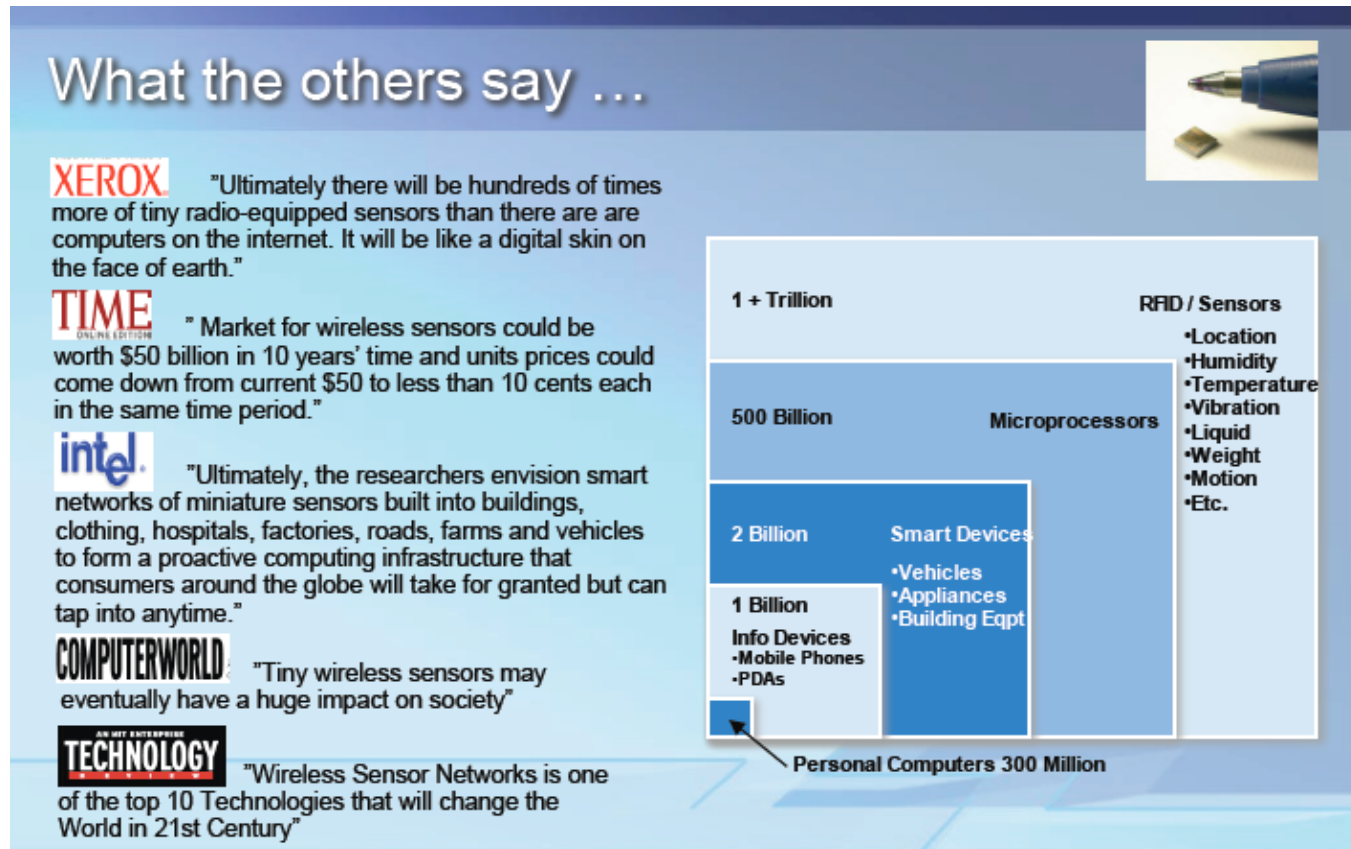 What the others say …
XEROX. "Ultimately there will be hundreds of times
more of tiny radio-equipped sensors than there are are
computers on the internet. It will be like a digital skin on
the face of earth."
TIME
ONLINE EDITION
" Market for wireless sensors could be
worth $50 billion in 10 years' time and units prices could
come down from current $50 to less than 10 cents each
in the same time period."
intel. "Ultimately, the researchers envision smart
networks of miniature sensors built into buildings,
clothing, hospitals, factories, roads, farms and vehicles
to form a proactive computing infrastructure that
consumers around the globe will take for granted but can
tap into anytime."
COMPUTERWORLD "Tiny wireless sensors may
eventually have a huge impact on society"
AN MIT ENTERPRISE
TECHNOLOGY
REVIEW
"Wireless Sensor Networks is one
of the top 10 Technologies that will change the
World in 21st Century"
1 + Trillion
RFID / Sensors
•Location
•Humidity
•Temperature
•Vibration
•Liquid
•Weight
•Motion
•Etc.
500 Billion
Microprocessors
2 Billion
Smart Devices
•Vehicles
•Appliances
•Building Eqpt
1 Billion
Info Devices
•Mobile Phones
•PDAs
Personal Computers 300 Million